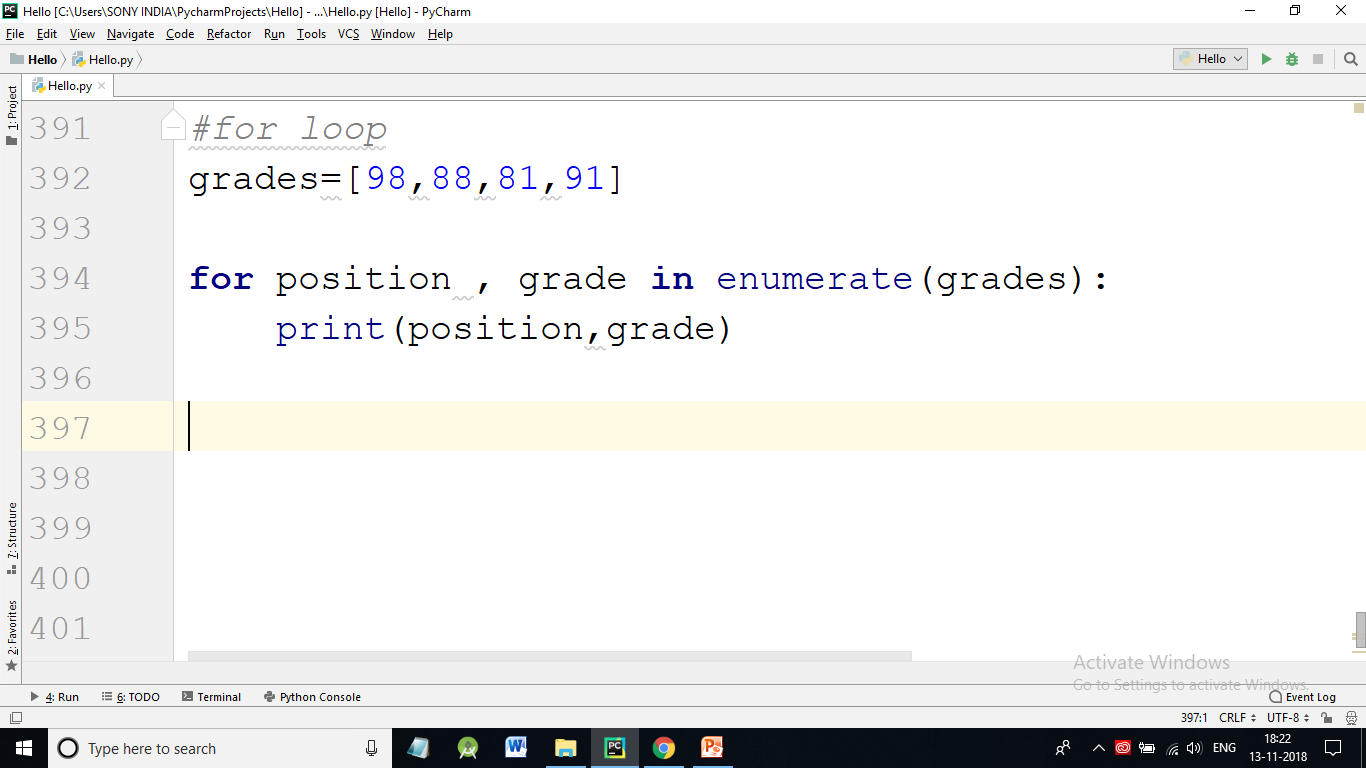 Hello [C:\Users\SONY INDIA\PycharmProjects\Hello] - ...\Hello.py [Hello] - PyCharm
File Edit View Navigate Code Refactor Run Tools VCS Window Help
Hello Hello.py Hello
Hello.py
1: Project
7: Structure
2: Favorites
391 #for loop
392 grades=[98,88,81,91]
393
394 for position , grade in enumerate(grades):
395     print(position,grade)
396
397
398
399
400
401
Activate Windows
Go to Settings to activate Windows.
4: Run 6: TODO Terminal Python Console Event Log
397:1 CRLF UTF-8
Type here to search
ENG
18:22
13-11-2018